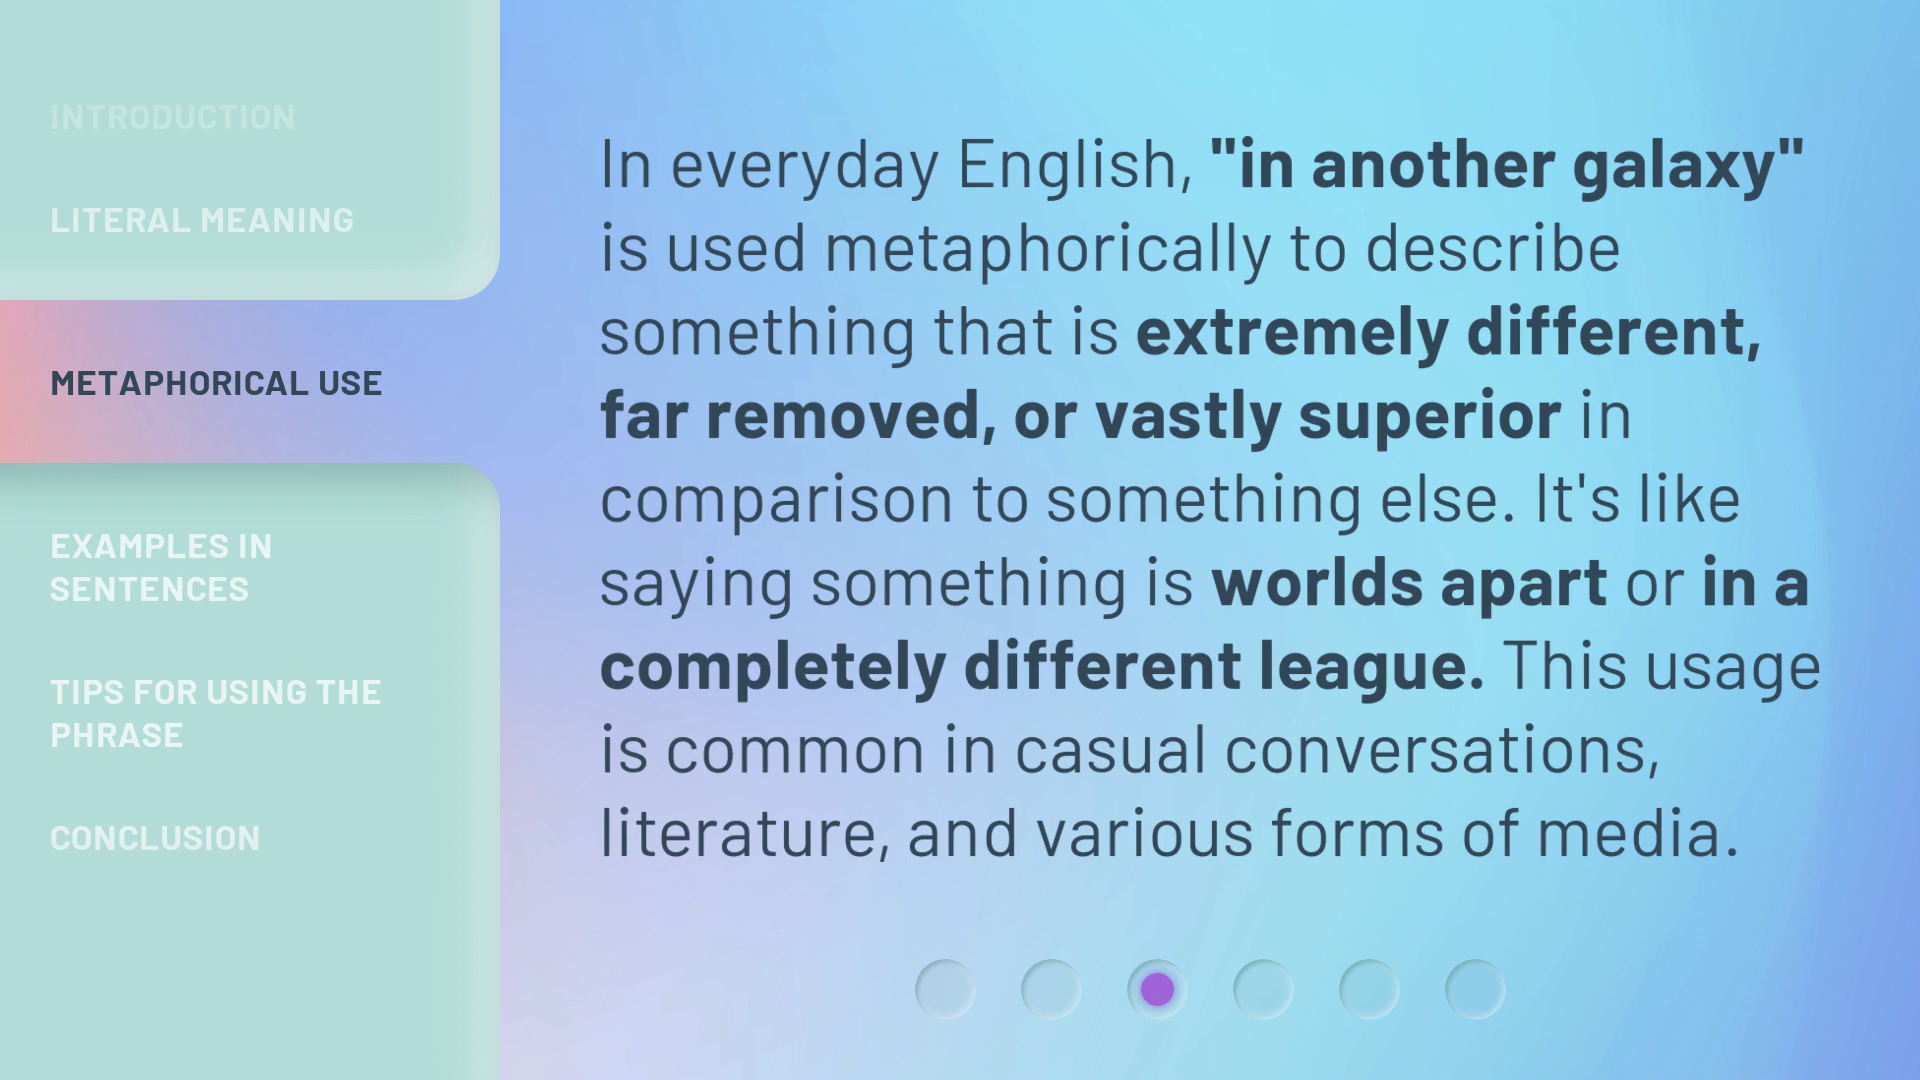 INTRODUCTION
LITERAL MEANING
METAPHORICAL USE
EXAMPLES IN
SENTENCES
TIPS FOR USING THE
PHRASE
CONCLUSION
In everyday English, "in another galaxy"
is used metaphorically to describe
something that is extremely different,
far removed, or vastly superior in
comparison to something else. It's like
saying something is worlds apart or in a
completely different league. This usage
is common in casual conversations,
literature, and various forms of media.